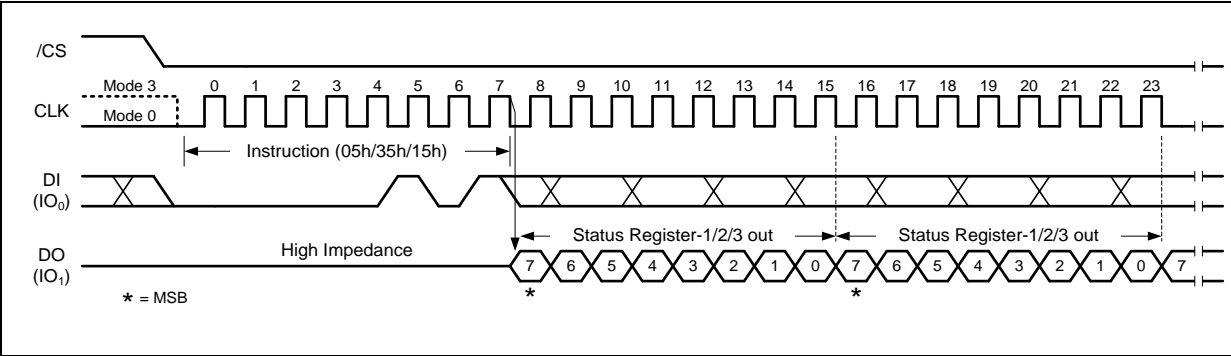 /CS
Mode 3 0 1 2 3 4 5 6 7 8 9 10 11 12 13 14 15 16 17 18 19 20 21 22 23
CLK
Mode 0
Instruction (05h/35h/15h)
DI
(IO₀)
Status Register-1/2/3 out Status Register-1/2/3 out
High Impedance
DO
(IO₁)
7 6 5 4 3 2 1 0 7 6 5 4 3 2 1 0 7
* *
* = MSB